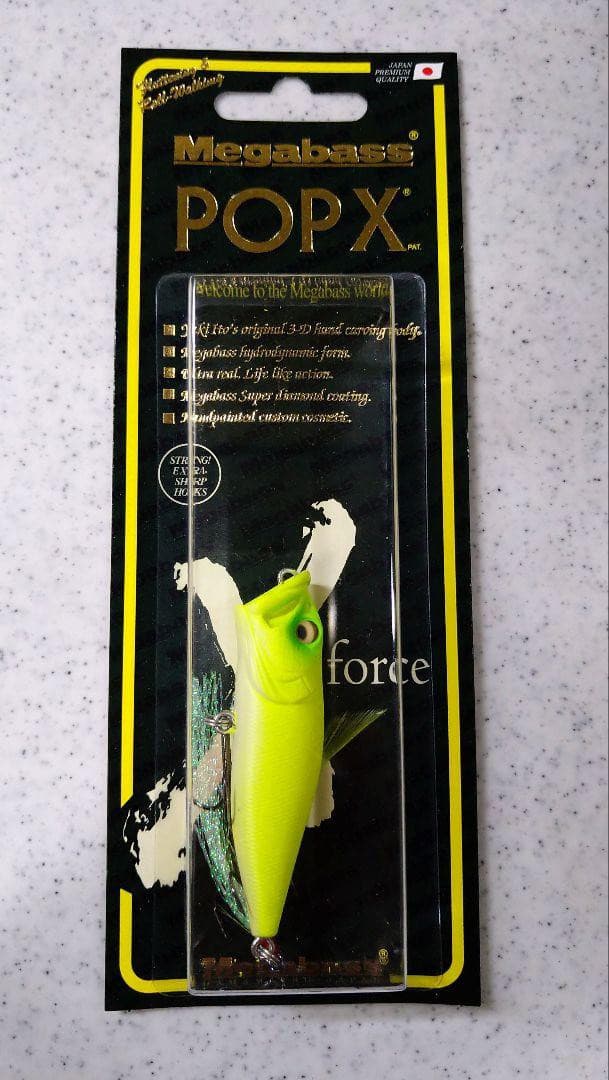 Fluttering &
Roll-Walking
JAPAN
PREMIUM
QUALITY
Megabass®
POPX®
PAT.
Welcome to the Megabass world
Yuki Ito's original 3-D hand carving body.
Megabass hydrodynamic form.
Ultra real. Life like action.
Megabass Super diamond coating.
Handpainted custom cosmetic.
STRONG!
EXTRA-
SHARP
HOOKS
force
Megabass®